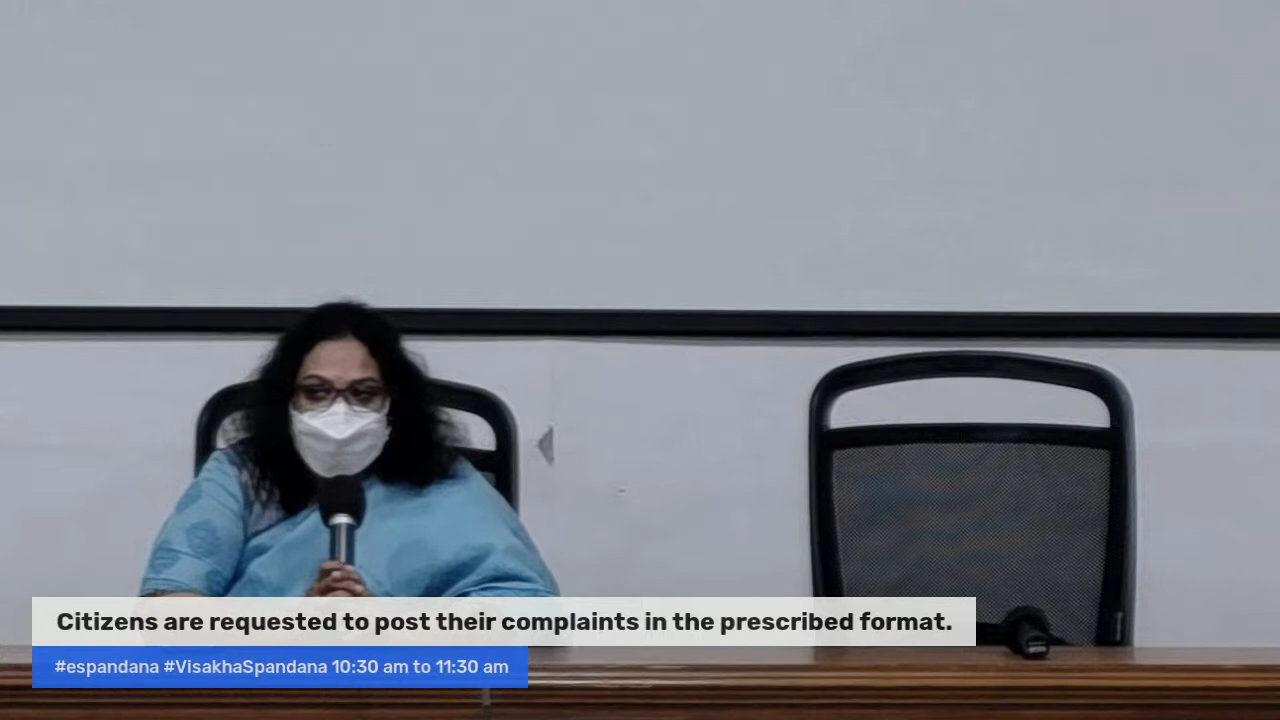 Citizens are requested to post their complaints in the prescribed format.
#espandana #VisakhaSpandana 10:30 am to 11:30 am